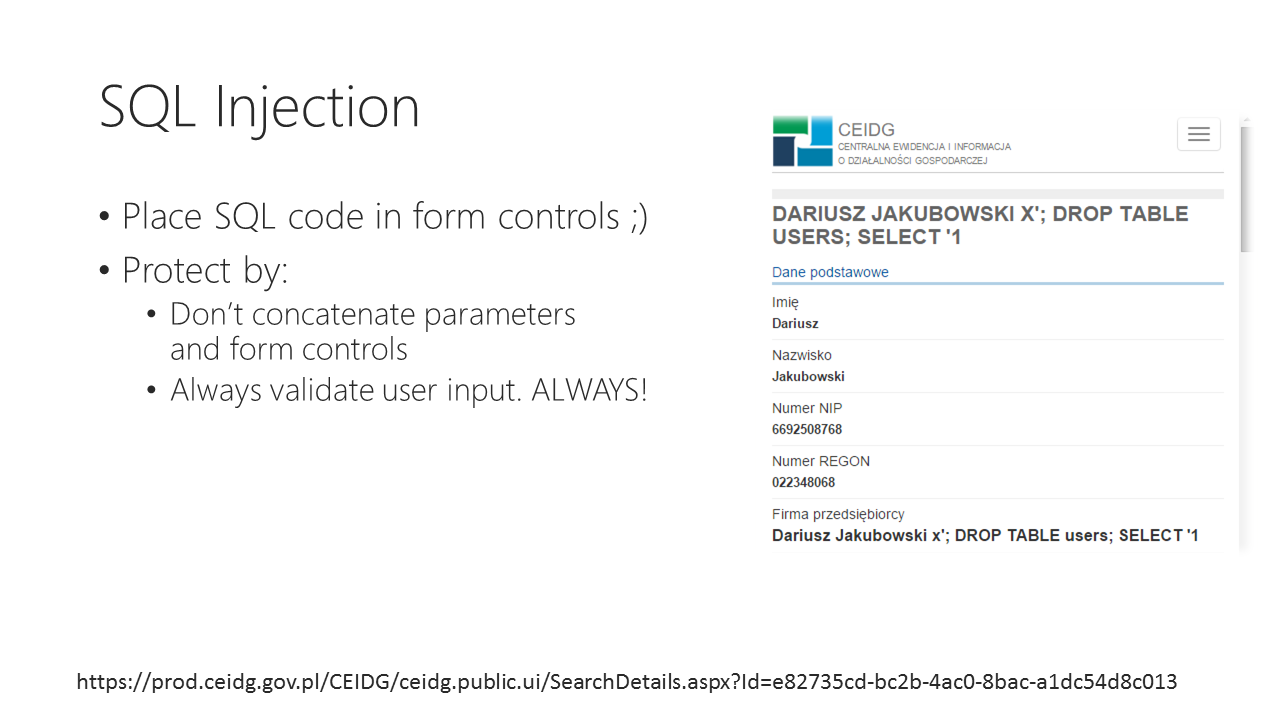 SQL Injection
• Place SQL code in form controls ;)
• Protect by:
• Don’t concatenate parameters
and form controls
• Always validate user input. ALWAYS!
CEIDG
CENTRALNA EWIDENCJA I INFORMACJA
O DZIAŁALNOŚCI GOSPODARCZEJ
DARIUSZ JAKUBOWSKI X'; DROP TABLE
USERS; SELECT '1
Dane podstawowe
Imię
Dariusz
Nazwisko
Jakubowski
Numer NIP
6692508768
Numer REGON
022348068
Firma przedsiębiorcy
Dariusz Jakubowski x'; DROP TABLE users; SELECT '1
https://prod.ceidg.gov.pl/CEIDG/ceidg.public.ui/SearchDetails.aspx?Id=e82735cd-bc2b-4ac0-8bac-a1dc54d8c013